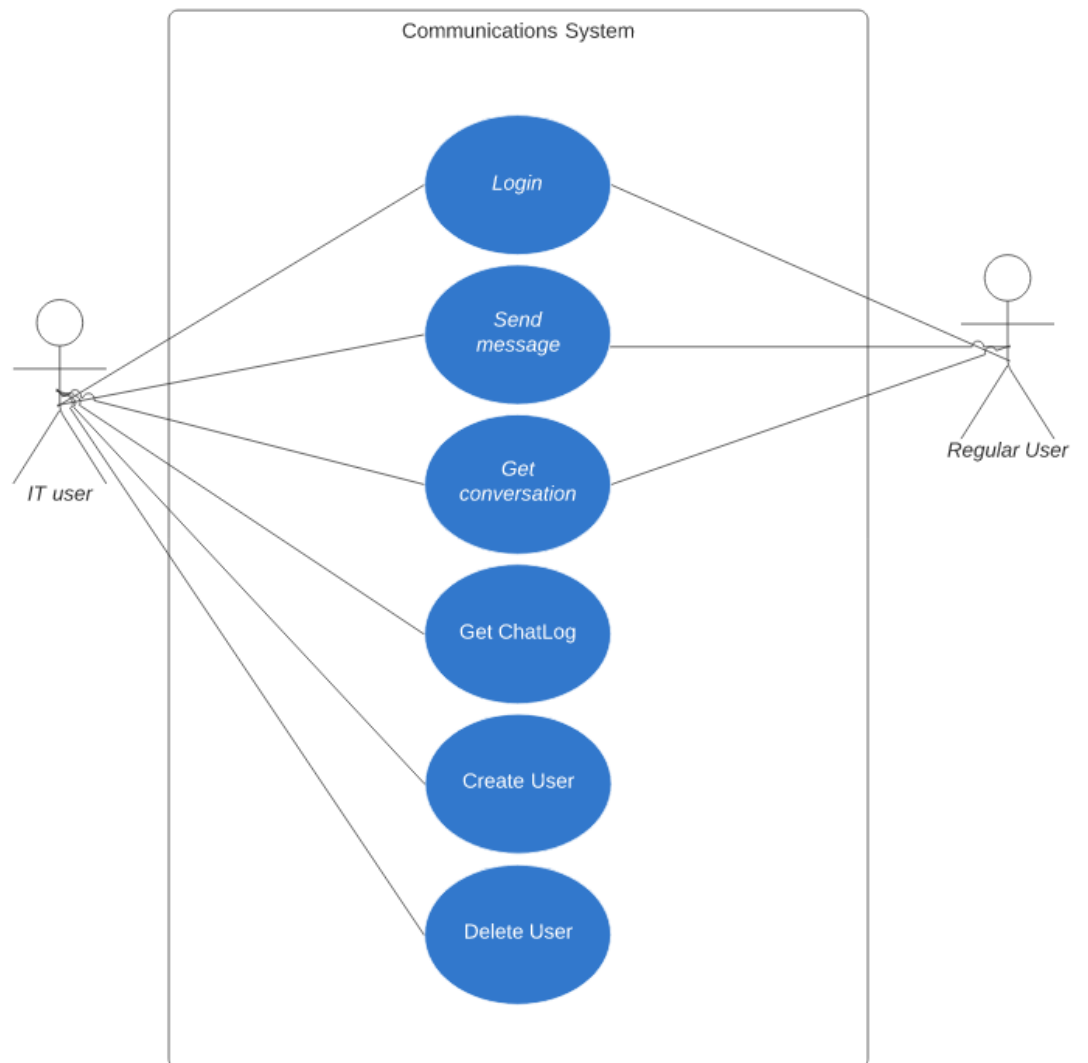 Communications System
Login
Send
message
Get
conversation
Regular User
IT user
Get ChatLog
Create User
Delete User